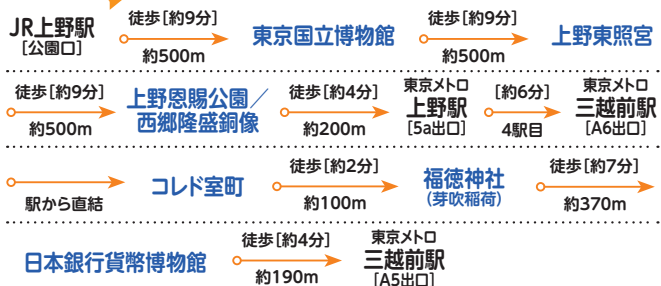 JR上野駅
[公園口]
徒歩[約9分]
約500m
東京国立博物館
徒歩[約9分]
約500m
上野東照宮
徒歩[約9分]
約500m
上野恩賜公園／
西郷隆盛銅像
徒歩[約4分]
約200m
東京メトロ
上野駅
[5a出口]
[約6分]
4駅目
東京メトロ
三越前駅
[A6出口]
駅から直結
コレド室町
徒歩[約2分]
約100m
福徳神社
(芽吹稲荷)
徒歩[約7分]
約370m
日本銀行貨幣博物館
徒歩[約4分]
約190m
東京メトロ
三越前駅
[A5出口]